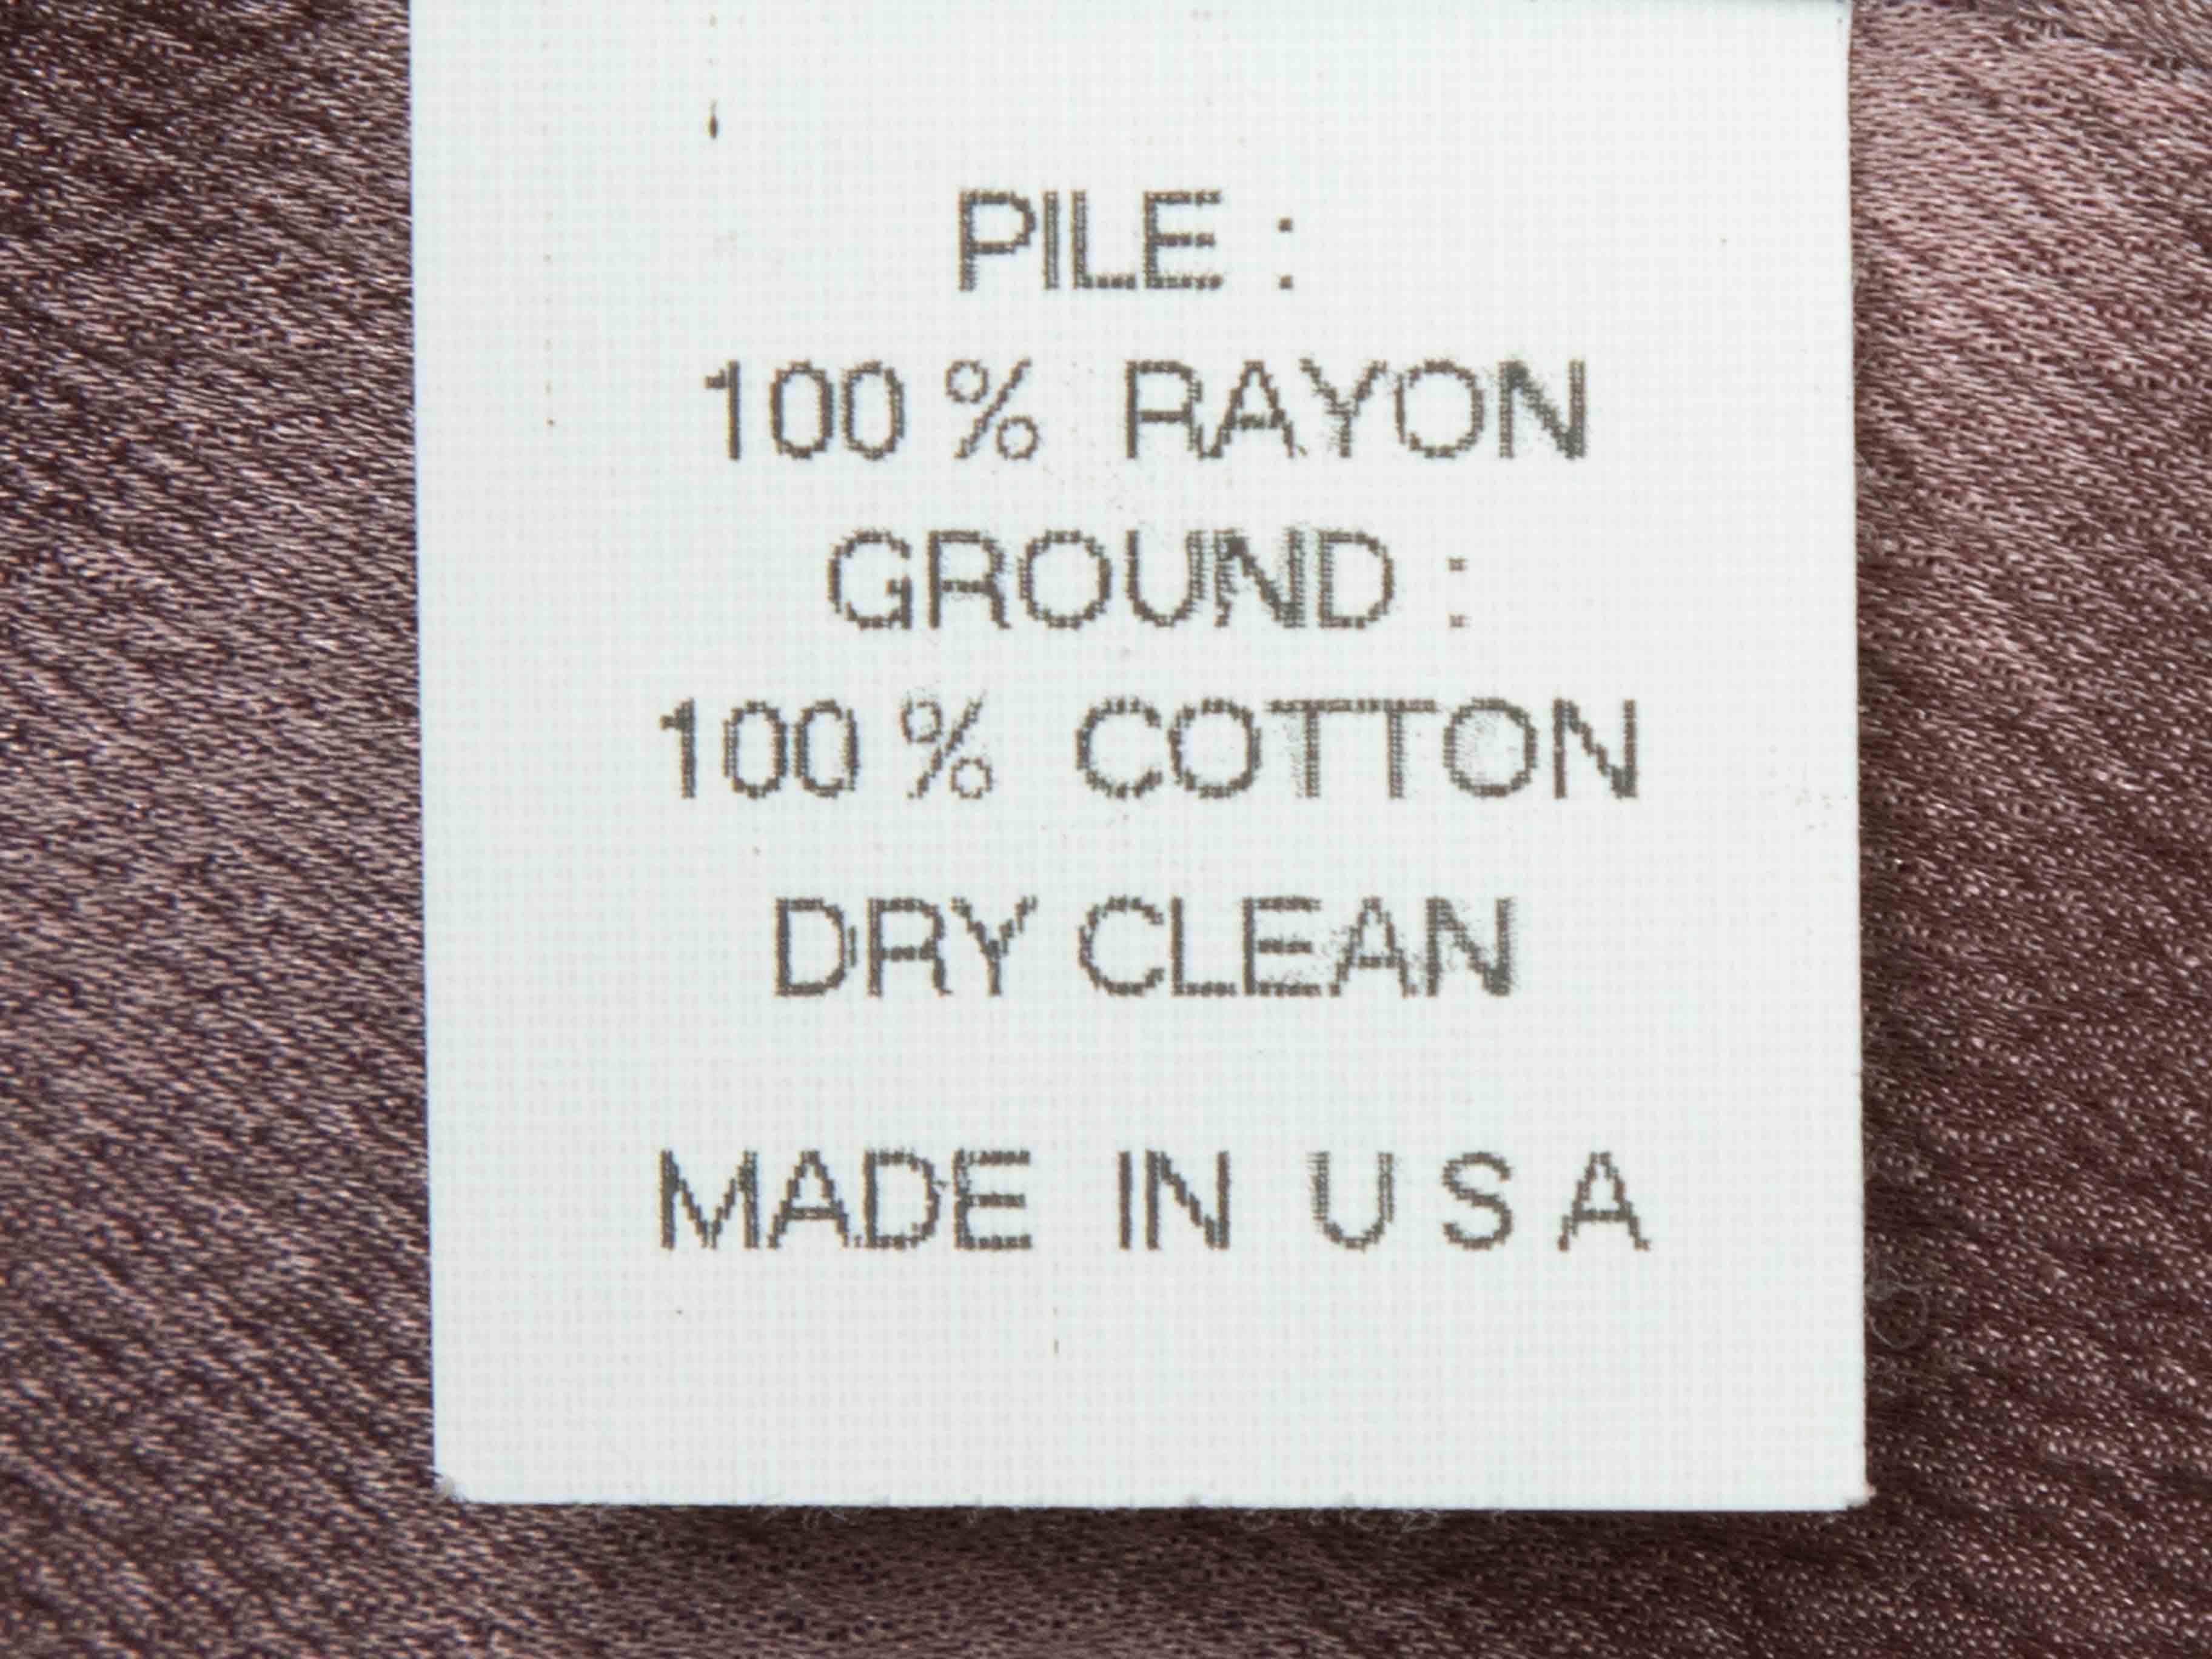 PILE :
100 % RAYON
GROUND :
100 % COTTON
DRY CLEAN
MADE IN U S A